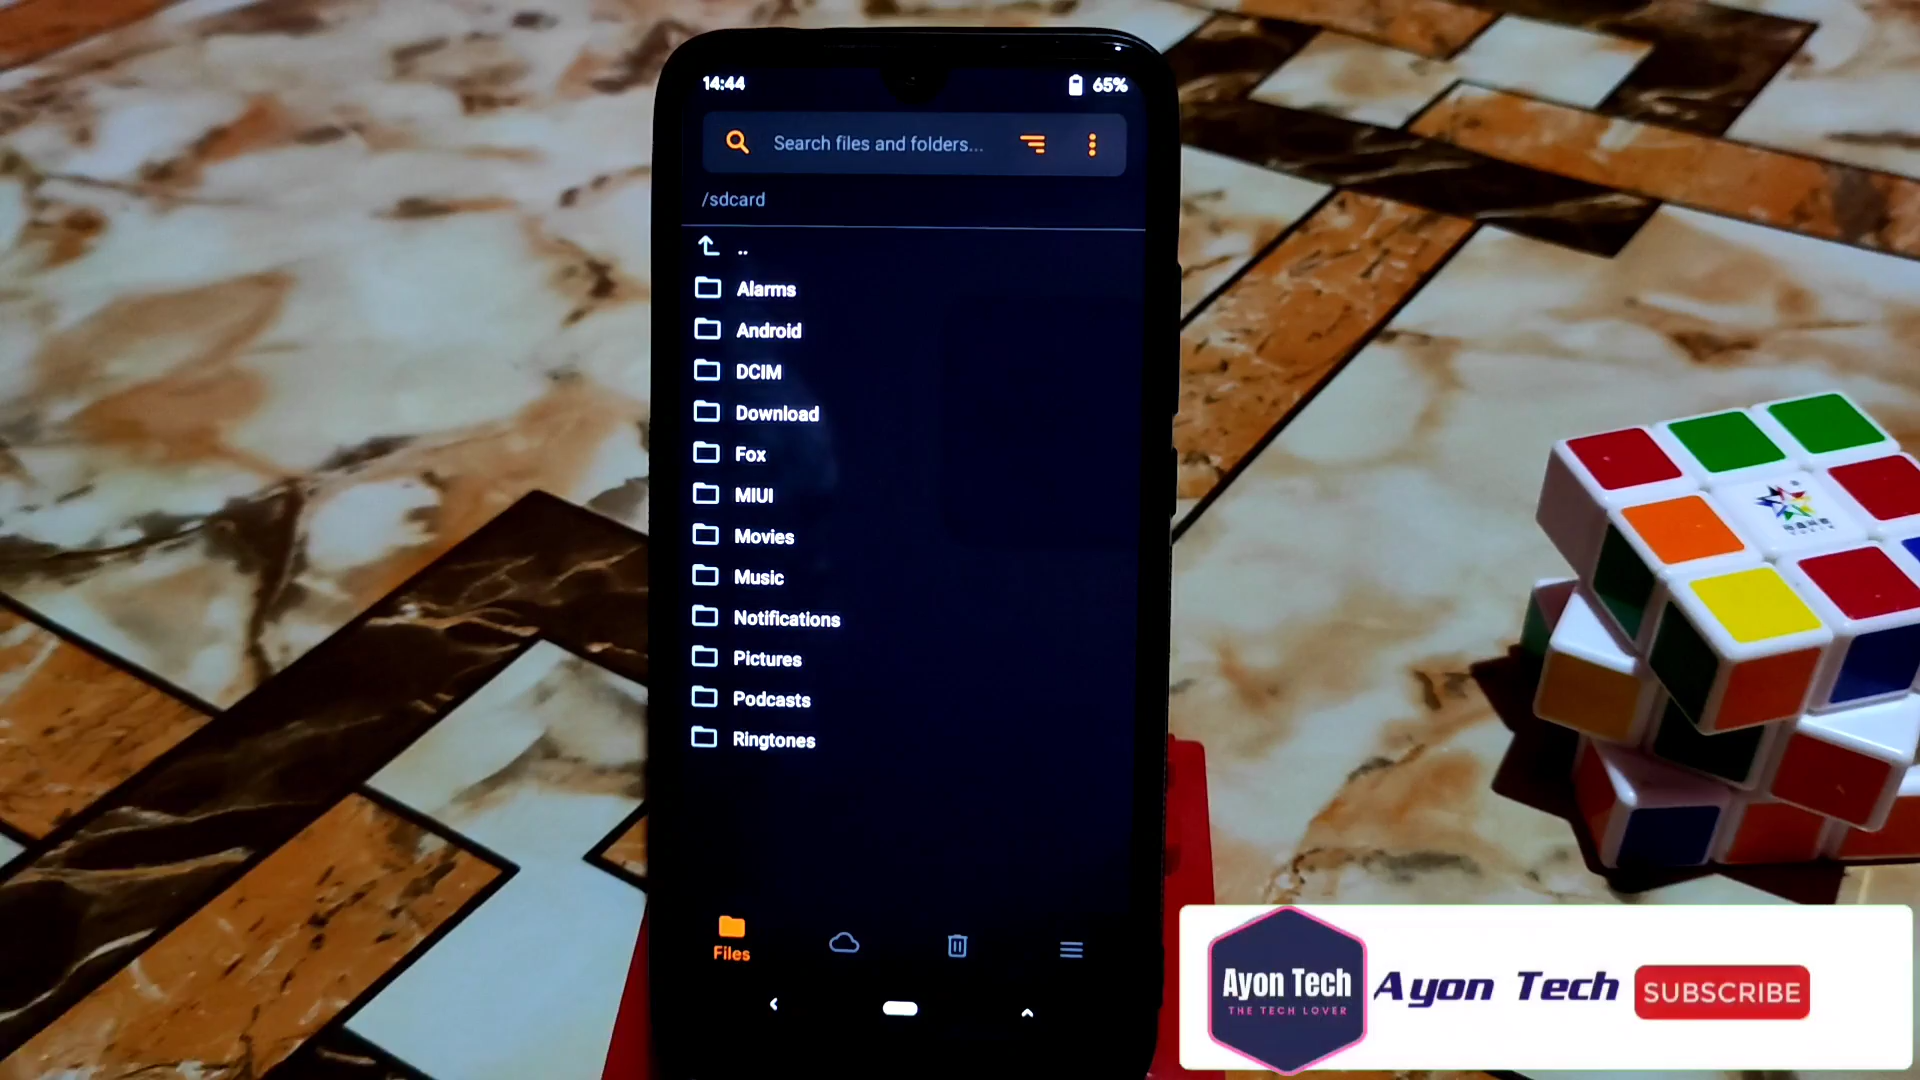 14:44
65%
Search files and folders...
/sdcard
..
Alarms
Android
DCIM
Download
Fox
MIUI
Movies
Music
Notifications
Pictures
Podcasts
Ringtones
Files
Ayon Tech
THE TECH LOVER
Ayon Tech
SUBSCRIBE